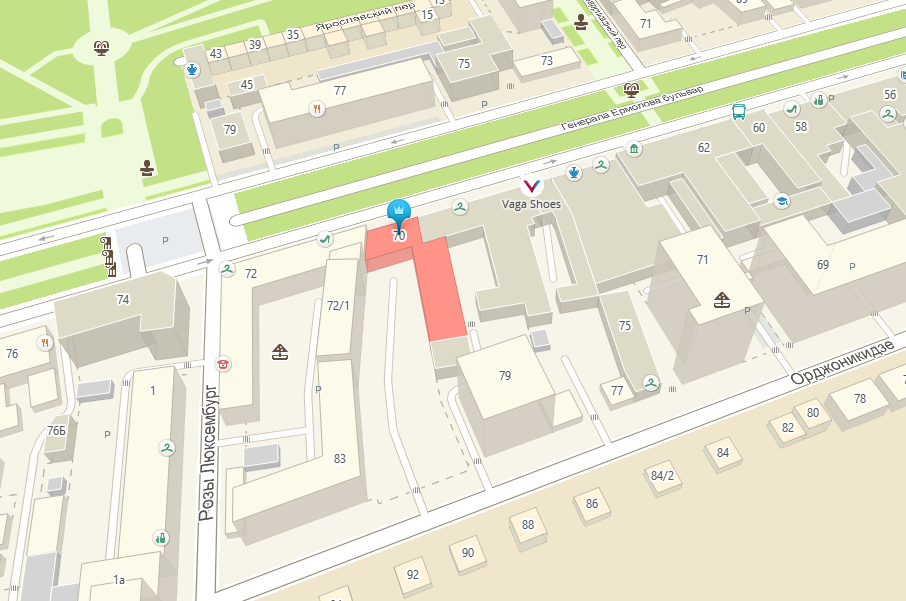 Ярославский пер
15
71
35
39
43
75
73
45
77
79
P
P
Генерала Ермолова бульвар
P
56
58
60
62
Vaga Shoes
P
70
72
71
69
P
74
72/1
P
75
76
Орджоникидзе
79
77
1
P
78
80
82
76Б
P
Розы Люксембург
83
84
84/2
86
88
90
92
1а